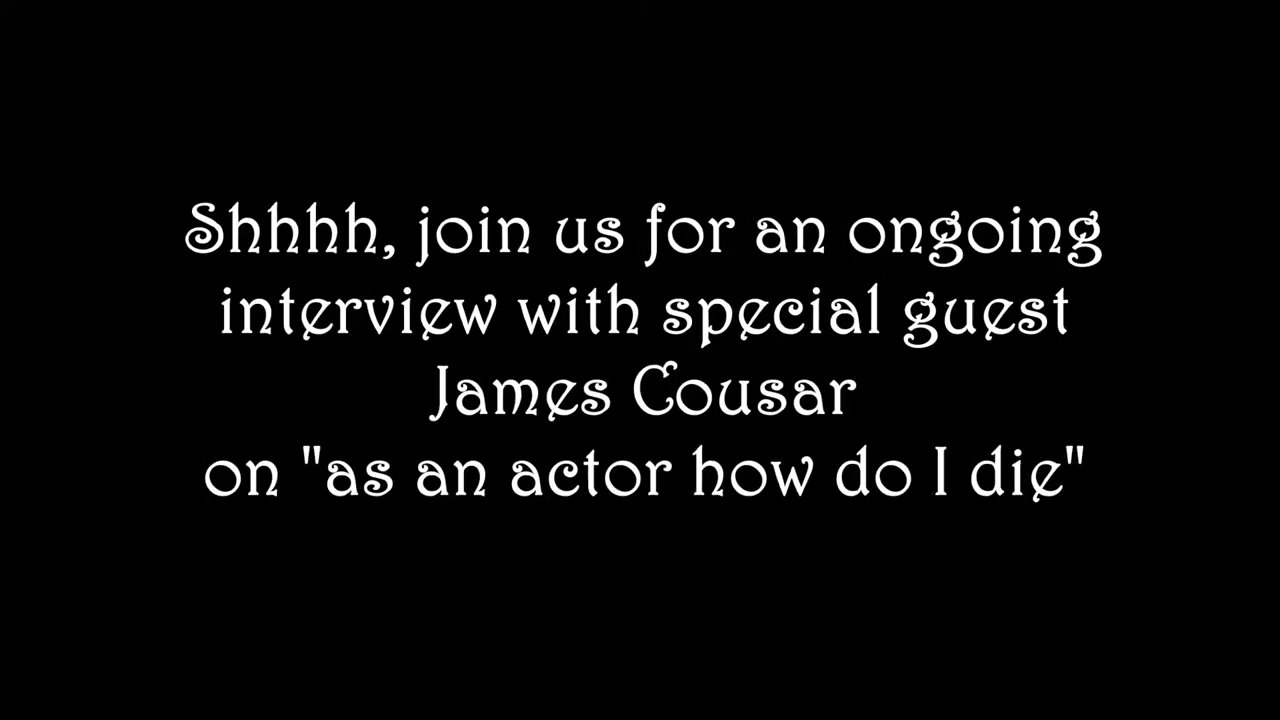 Shhhh, join us for an ongoing
interview with special guest
James Cousar
on "as an actor how do I die"